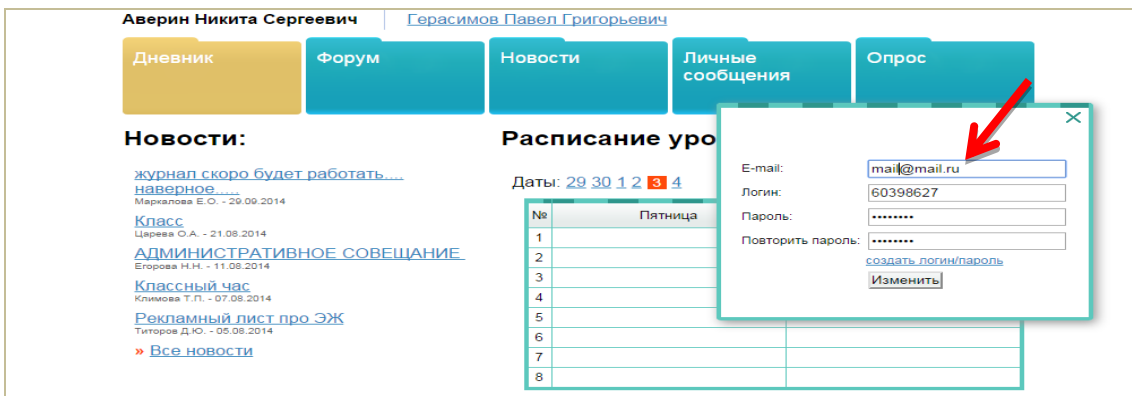 Аверин Никита Сергеевич Герасимов Павел Григорьевич
Дневник Форум Новости Личные сообщения Опрос
Новости:
журнал скоро будет работать....
наверное.....
Маркалова Е.О. - 29.09.2014
Класс
Царева О.А. - 21.08.2014
АДМИНИСТРАТИВНОЕ СОВЕЩАНИЕ
Егорова Н.Н. - 11.08.2014
Классный час
Климова Т.П. - 07.08.2014
Рекламный лист про ЭЖ
Титоров Д.Ю. - 05.08.2014
» Все новости
Расписание уро
Даты: 29 30 1 2 3 4
№ Пятница
1
2
3
4
5
6
7
8
E-mail: mail@mail.ru
Логин: 60398627
Пароль: ••••••••
Повторить пароль: ••••••••
создать логин/пароль
Изменить